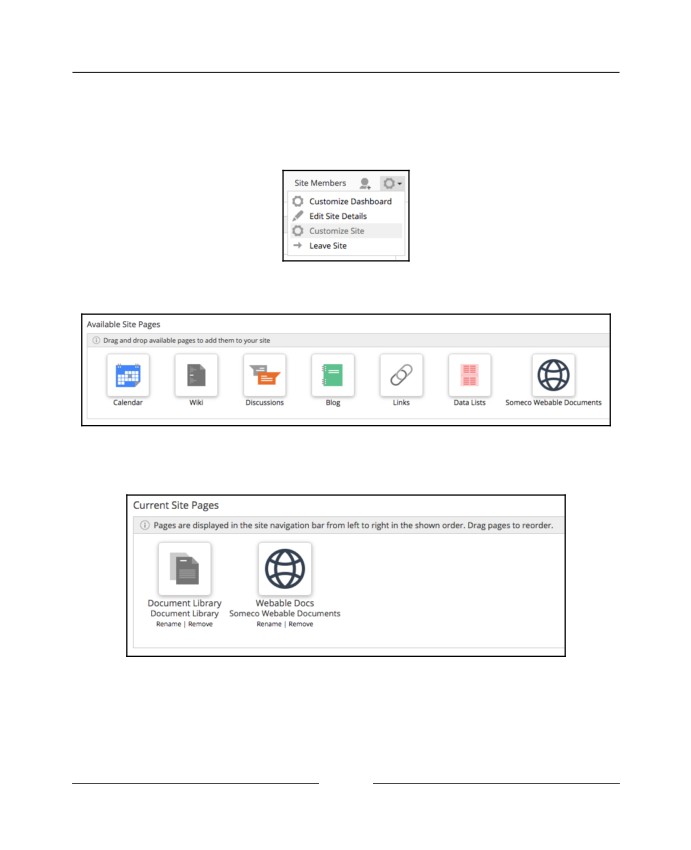 Site Members
Customize Dashboard
Edit Site Details
Customize Site
Leave Site
Available Site Pages
Drag and drop available pages to add them to your site
Calendar Wiki Discussions Blog Links Data Lists Someco Webable Documents
Current Site Pages
Pages are displayed in the site navigation bar from left to right in the shown order. Drag pages to reorder.
Document Library Webable Docs
Document Library Someco Webable Documents
Rename | Remove Rename | Remove